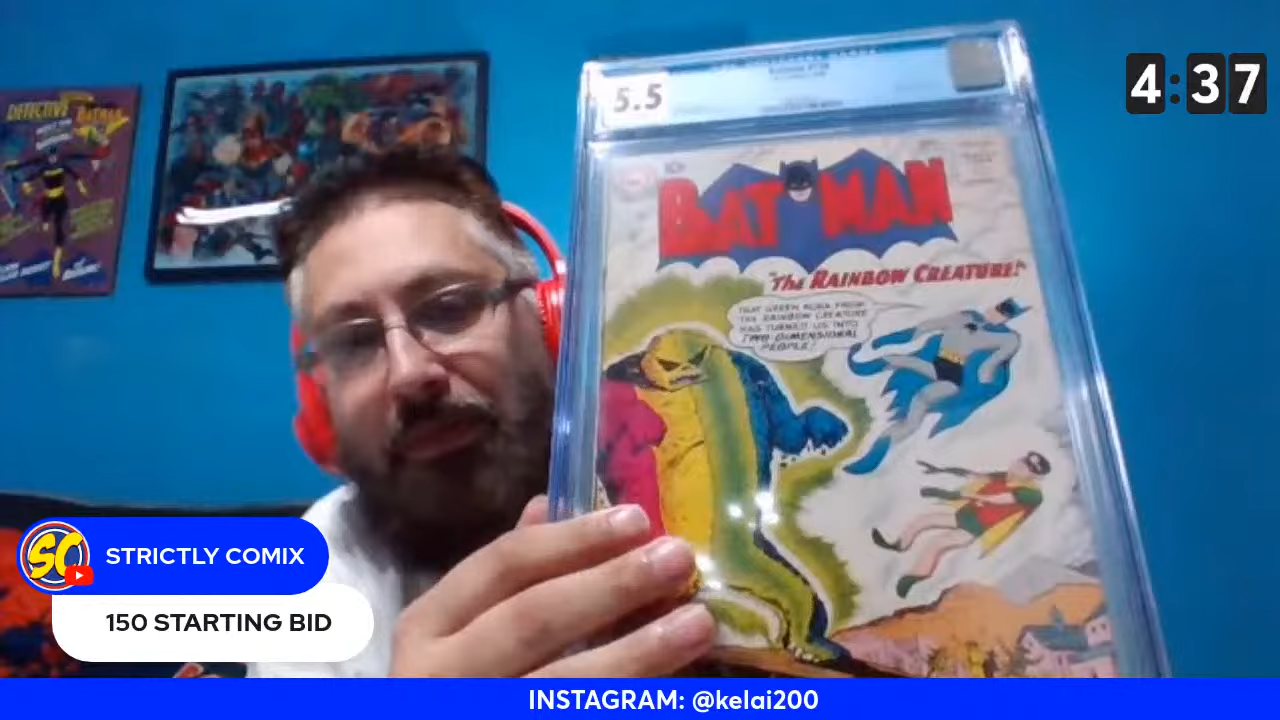 4:37
5.5
DETECTIVE
BATMAN
"The RAINBOW CREATURE!"
THAT GREEN AURA FROM
THE RAINBOW CREATURE
HAS TURNED US INTO
TWO-DIMENSIONAL
PEOPLE!
SC
STRICTLY COMIX
150 STARTING BID
INSTAGRAM: @kelai200